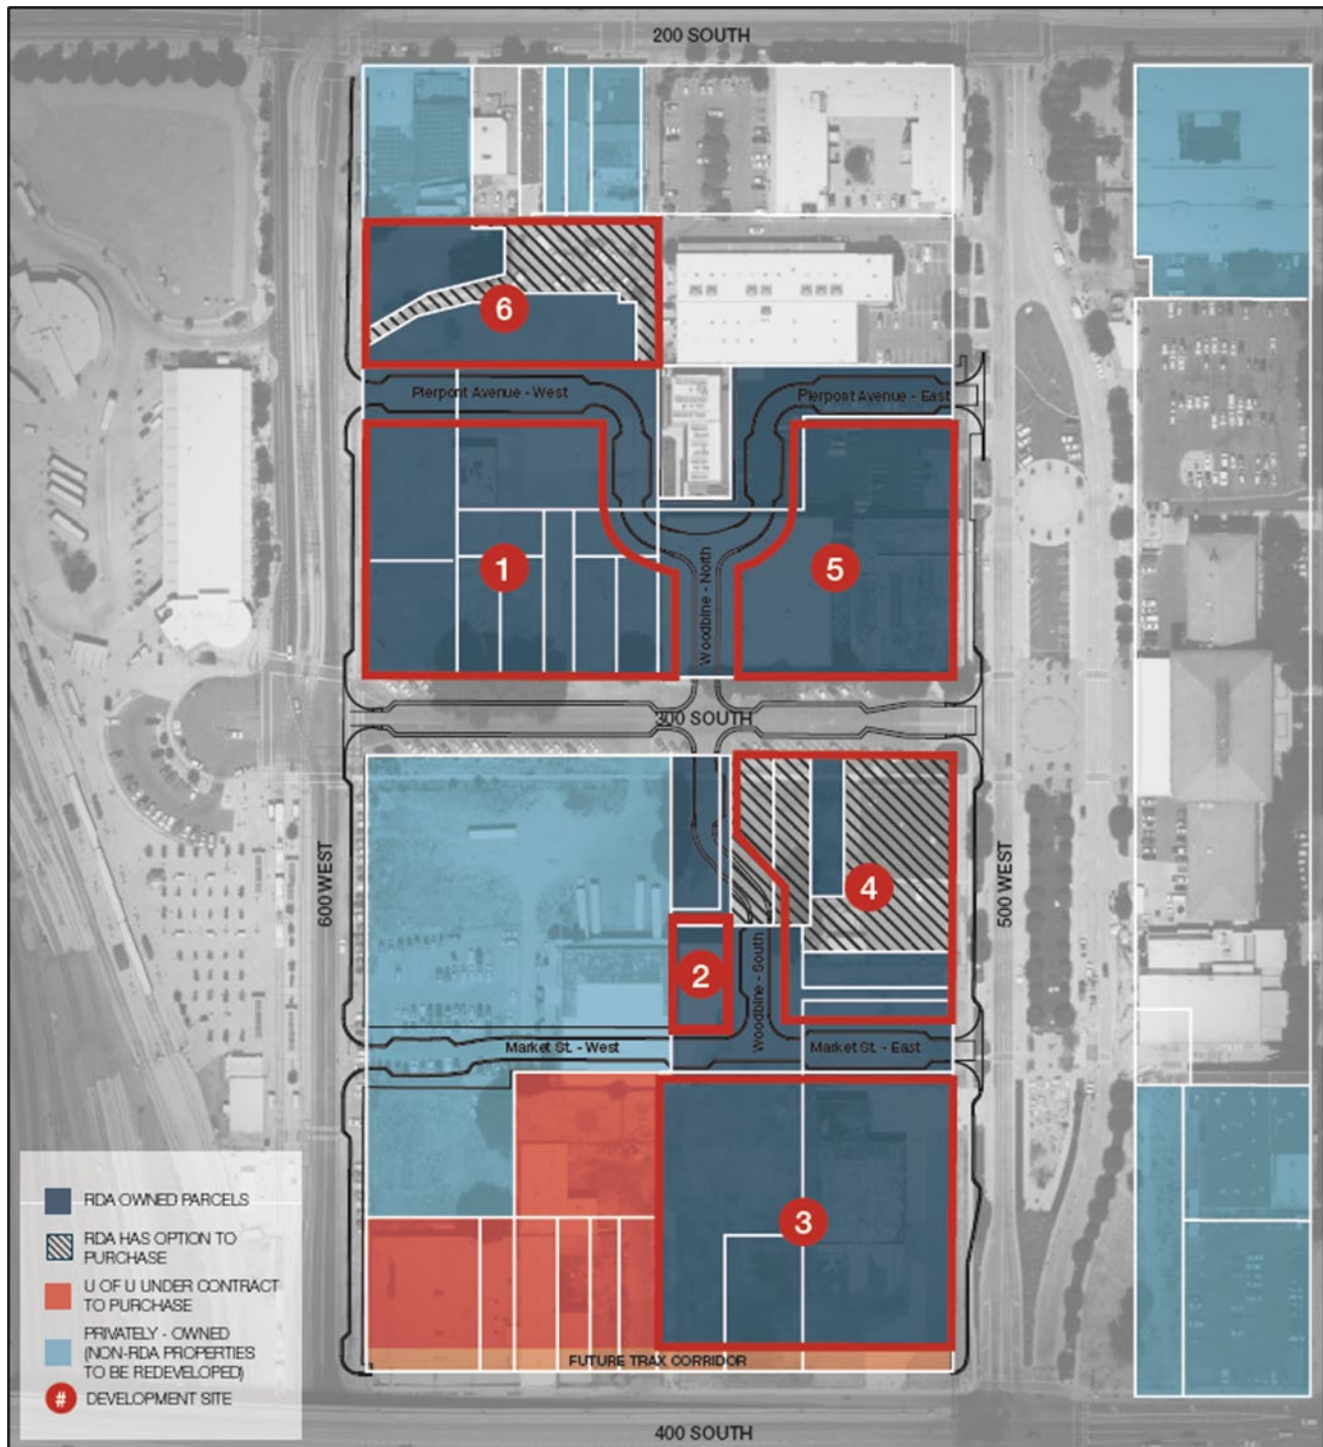 200 SOUTH
6
Pierpont Avenue - West
Pierpont Avenue - East
1
5
Woodbine - North
300 SOUTH
600 WEST
500 WEST
4
2
Woodbine - South
Market St. - West
Market St. - East
3
RDA OWNED PARCELS
RDA HAS OPTION TO
PURCHASE
U OF U UNDER CONTRACT
TO PURCHASE
PRIVATELY - OWNED
(NON-RDA PROPERTIES
TO BE REDEVELOPED)
# DEVELOPMENT SITE
FUTURE TRAX CORRIDOR
400 SOUTH